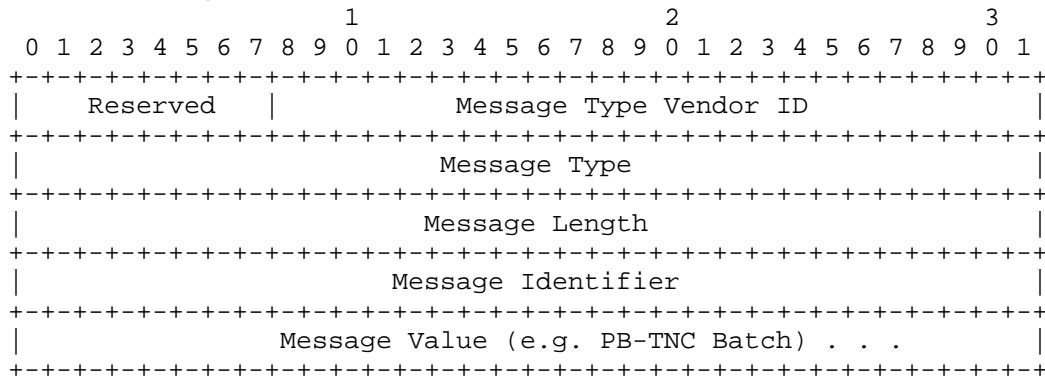 1                   2                   3
 0 1 2 3 4 5 6 7 8 9 0 1 2 3 4 5 6 7 8 9 0 1 2 3 4 5 6 7 8 9 0 1
+-+-+-+-+-+-+-+-+-+-+-+-+-+-+-+-+-+-+-+-+-+-+-+-+-+-+-+-+-+-+-+-+
|    Reserved   |           Message Type Vendor ID              |
+-+-+-+-+-+-+-+-+-+-+-+-+-+-+-+-+-+-+-+-+-+-+-+-+-+-+-+-+-+-+-+-+
|                          Message Type                         |
+-+-+-+-+-+-+-+-+-+-+-+-+-+-+-+-+-+-+-+-+-+-+-+-+-+-+-+-+-+-+-+-+
|                         Message Length                        |
+-+-+-+-+-+-+-+-+-+-+-+-+-+-+-+-+-+-+-+-+-+-+-+-+-+-+-+-+-+-+-+-+
|                       Message Identifier                      |
+-+-+-+-+-+-+-+-+-+-+-+-+-+-+-+-+-+-+-+-+-+-+-+-+-+-+-+-+-+-+-+-+
|                Message Value (e.g. PB-TNC Batch) . . .        |
+-+-+-+-+-+-+-+-+-+-+-+-+-+-+-+-+-+-+-+-+-+-+-+-+-+-+-+-+-+-+-+-+